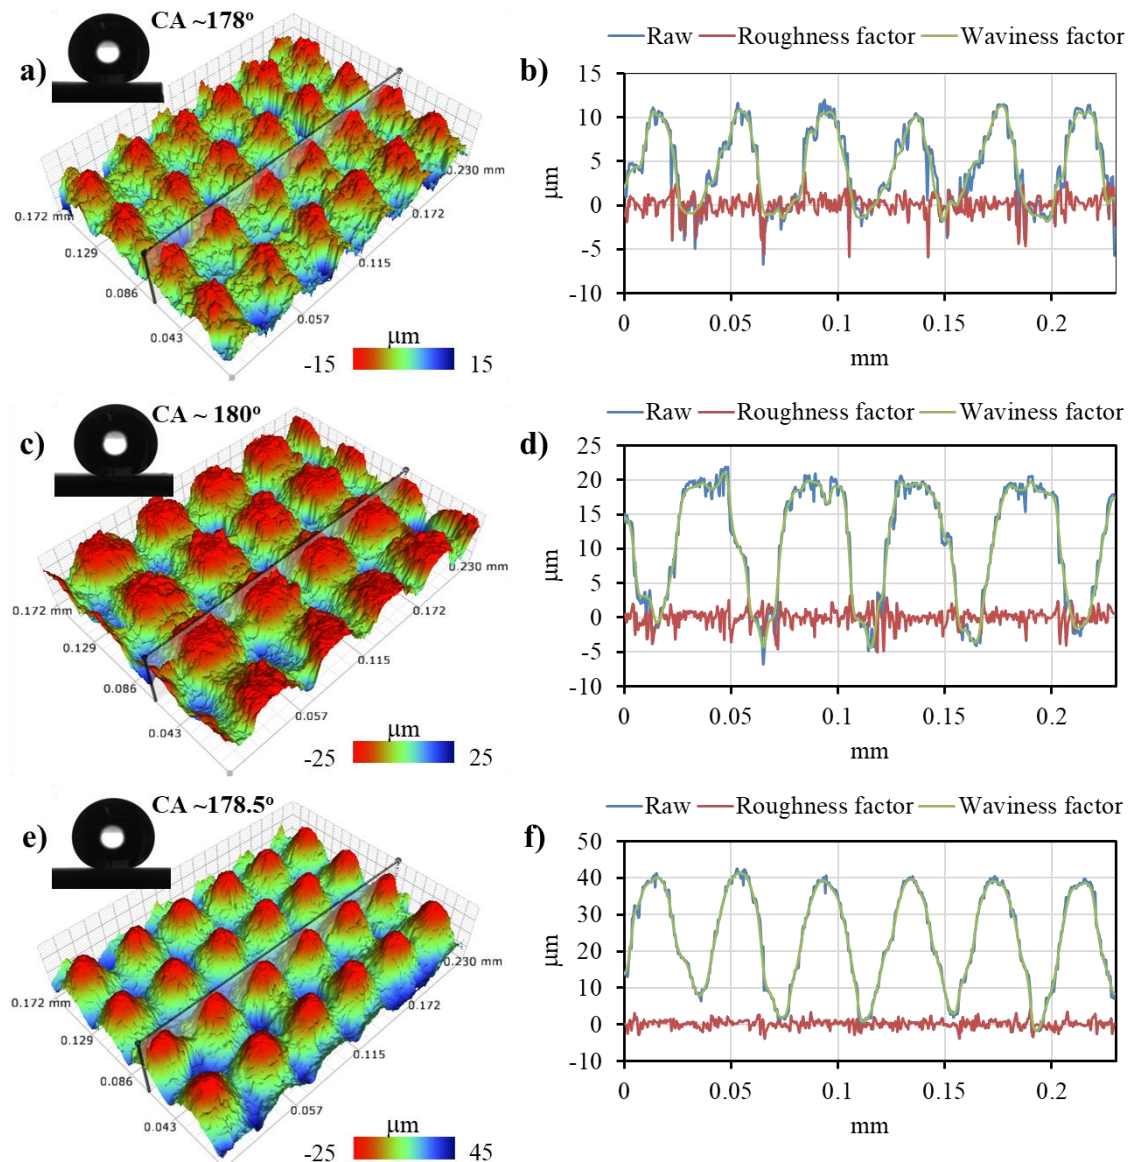 a)
CA ~178º
0.172 mm
0.129
0.086
0.043
0.057
0.115
0.172
0.230 mm
µm
-15 15
b)
Raw Roughness factor Waviness factor
15
10
5
0
-5
-10
µm
0 0.05 0.1 0.15 0.2
mm
c)
CA ~ 180º
0.172 mm
0.129
0.086
0.043
0.057
0.115
0.172
0.230 mm
µm
-25 25
d)
Raw Roughness factor Waviness factor
25
20
15
10
5
0
-5
-10
µm
0 0.05 0.1 0.15 0.2
mm
e)
CA ~178.5º
0.172 mm
0.129
0.086
0.043
0.057
0.115
0.172
0.230 mm
µm
-25 45
f)
Raw Roughness factor Waviness factor
50
40
30
20
10
0
-10
µm
0 0.05 0.1 0.15 0.2
mm